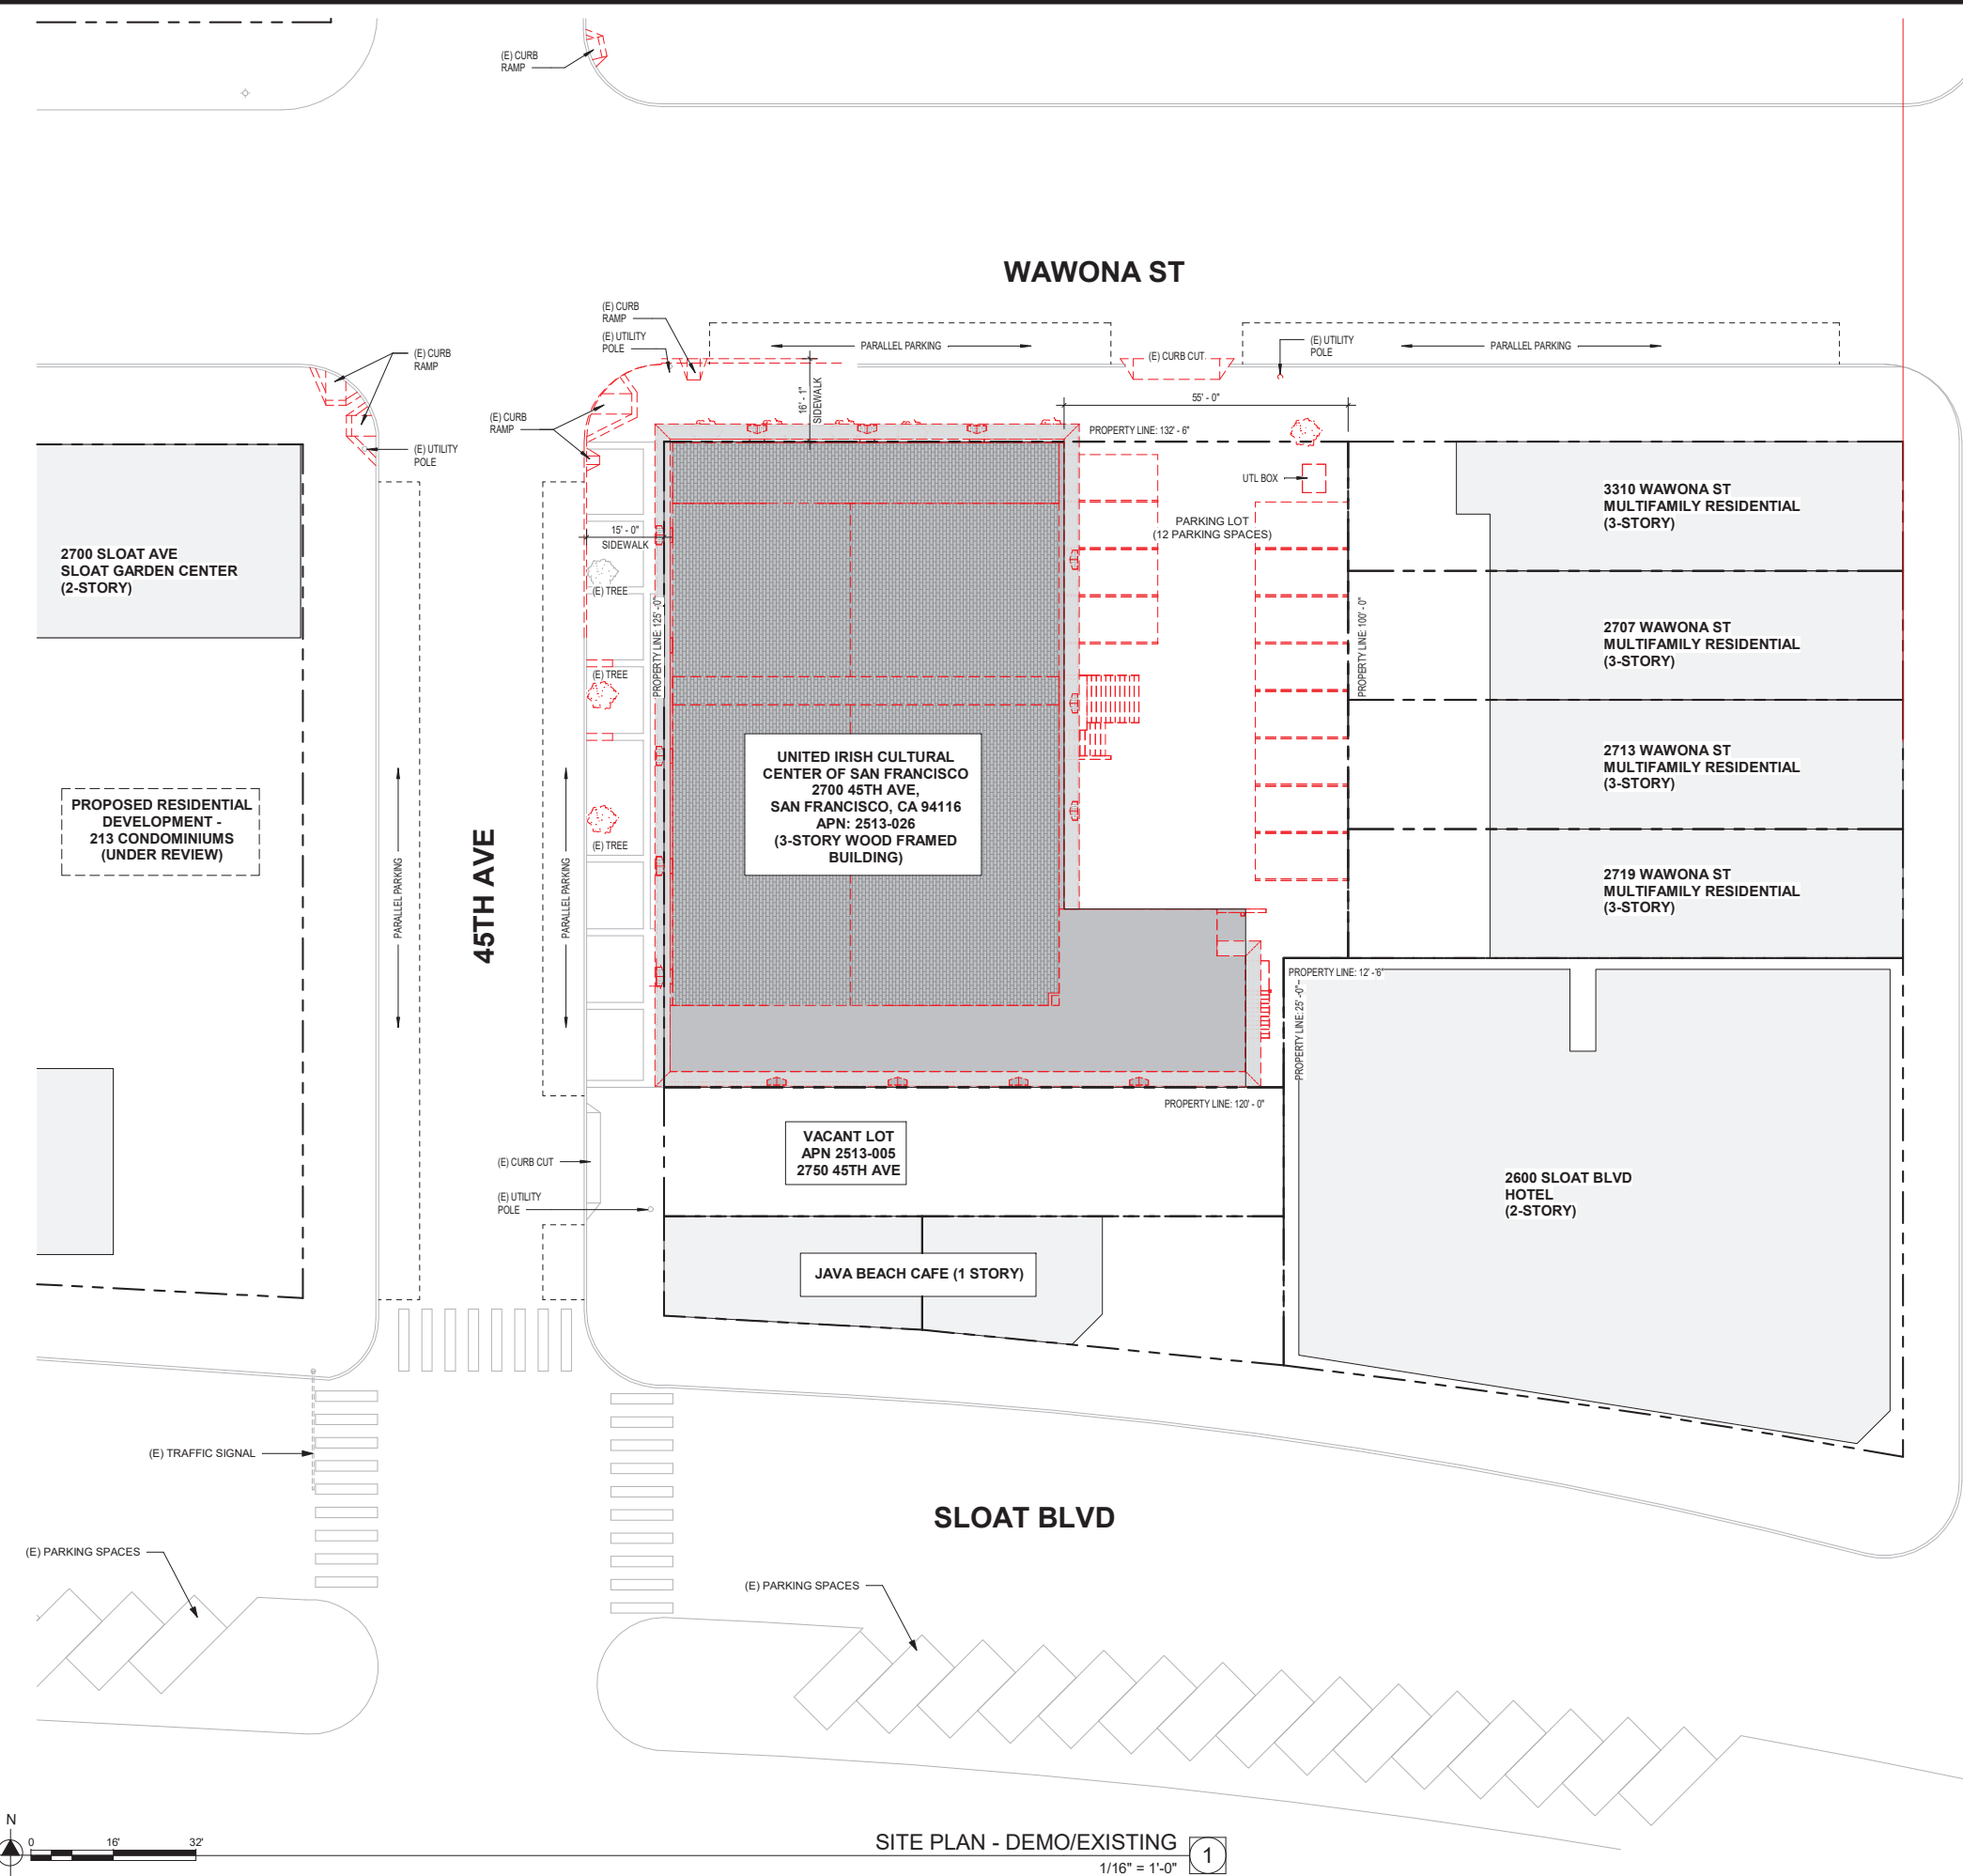 (E) CURB
RAMP
WAWONA ST
(E) CURB
RAMP
(E) UTILITY
POLE
PARALLEL PARKING
(E) CURB CUT
(E) UTILITY
POLE
PARALLEL PARKING
(E) CURB
RAMP
16' - 1"
SIDEWALK
55' - 0"
(E) CURB
RAMP
(E) UTILITY
POLE
PROPERTY LINE: 132' - 6"
UTL BOX
PARKING LOT
(12 PARKING SPACES)
3310 WAWONA ST
MULTIFAMILY RESIDENTIAL
(3-STORY)
2700 SLOAT AVE
SLOAT GARDEN CENTER
(2-STORY)
15' - 0"
SIDEWALK
(E) TREE
PROPERTY LINE: 125' -0"
PROPERTY LINE: 100' - 0"
2707 WAWONA ST
MULTIFAMILY RESIDENTIAL
(3-STORY)
(E) TREE
2713 WAWONA ST
MULTIFAMILY RESIDENTIAL
(3-STORY)
UNITED IRISH CULTURAL
CENTER OF SAN FRANCISCO
2700 45TH AVE,
SAN FRANCISCO, CA 94116
APN: 2513-026
(3-STORY WOOD FRAMED
BUILDING)
PROPOSED RESIDENTIAL
DEVELOPMENT -
213 CONDOMINIUMS
(UNDER REVIEW)
(E) TREE
PARALLEL PARKING
45TH AVE
PARALLEL PARKING
2719 WAWONA ST
MULTIFAMILY RESIDENTIAL
(3-STORY)
PROPERTY LINE: 12' -'6"
PROPERTY LINE: 25' -0"
PROPERTY LINE: 120' - 0"
VACANT LOT
APN 2513-005
2750 45TH AVE
(E) CURB CUT
(E) UTILITY
POLE
2600 SLOAT BLVD
HOTEL
(2-STORY)
JAVA BEACH CAFE (1 STORY)
(E) TRAFFIC SIGNAL
SLOAT BLVD
(E) PARKING SPACES
(E) PARKING SPACES
N
0 16' 32'
SITE PLAN - DEMO/EXISTING
1
1/16" = 1'-0"